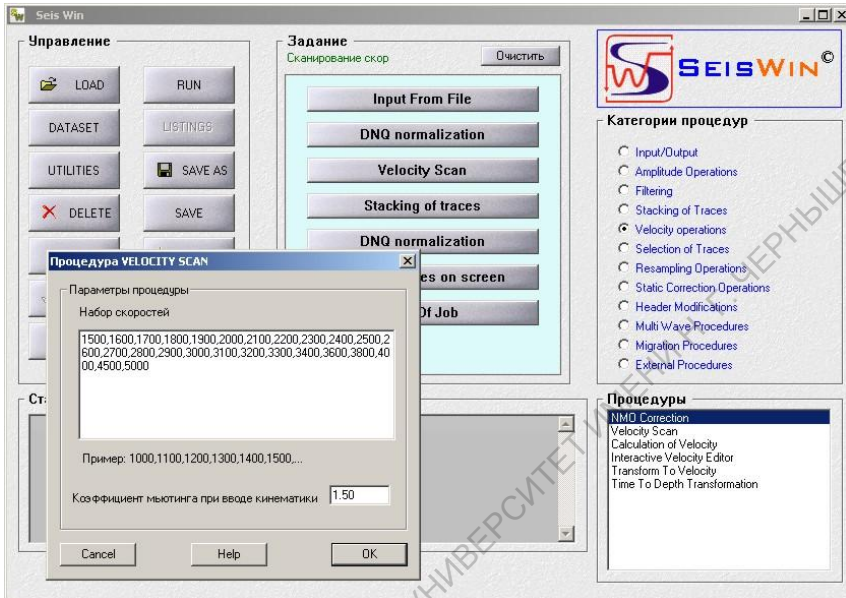 Seis Win
Управление
LOAD
RUN
DATASET
LISTINGS
UTILITIES
SAVE AS
DELETE
SAVE
Задание
Сканирование скор
Очистить
Input From File
DNQ normalization
Velocity Scan
Stacking of traces
DNQ normalization
es on screen
Of Job
SEISWIN©
Категории процедур
Input/Output
Amplitude Operations
Filtering
Stacking of Traces
Velocity operations
Selection of Traces
Resampling Operations
Static Correction Operations
Header Modifications
Multi Wave Procedures
Migration Procedures
External Procedures
Процедура VELOCITY SCAN
Параметры процедуры
Набор скоростей
1500,1600,1700,1800,1900,2000,2100,2200,2300,2400,2500,2
600,2700,2800,2900,3000,3100,3200,3300,3400,3600,3800,40
00,4500,5000
Пример: 1000,1100,1200,1300,1400,1500,...
Коэффициент мьютинга при вводе кинематики 1.50
Cancel
Help
OK
Ст
Процедуры
NMO Correction
Velocity Scan
Calculation of Velocity
Interactive Velocity Editor
Transform To Velocity
Time To Depth Transformation
УНИВЕРСИТЕТ ИМЕНИ Н. Г. ЧЕРНЫШЕ